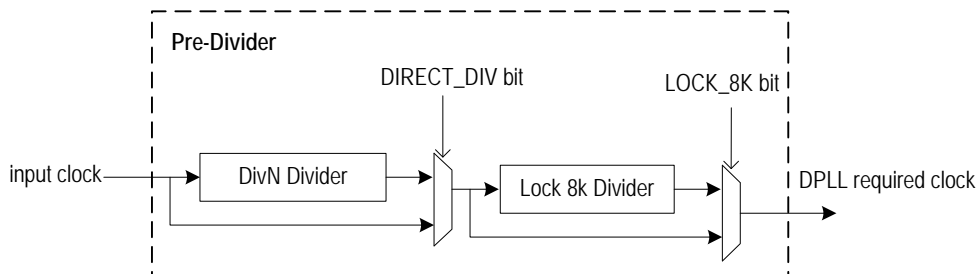 Pre-Divider
DIRECT_DIV bit
LOCK_8K bit
input clock
DivN Divider
Lock 8k Divider
DPLL required clock